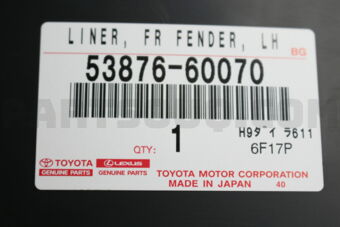 LINER, FR FENDER, LH
BG
53876-60070
QTY: 1
H9ﾀﾞｲ ﾗ611
6F17P
TOYOTA
GENUINE PARTS
LEXUS
GENUINE PARTS
TOYOTA MOTOR CORPORATION
MADE IN JAPAN 40